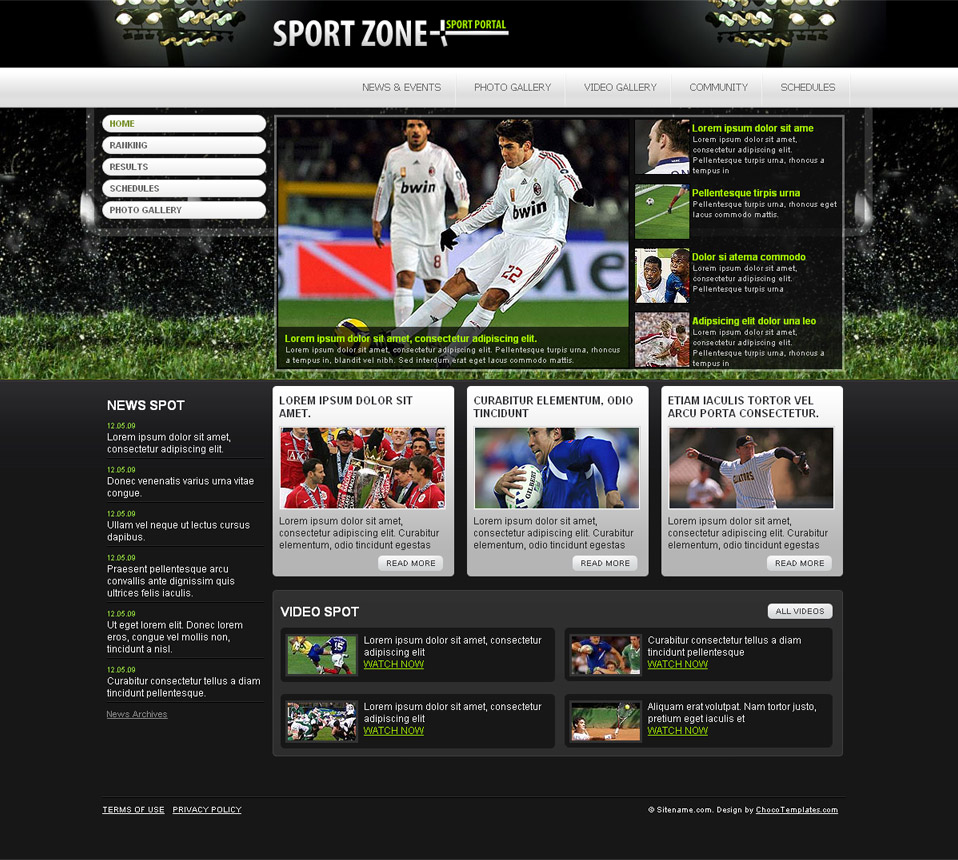 SPORT ZONE
SPORT PORTAL
NEWS & EVENTS
PHOTO GALLERY
VIDEO GALLERY
COMMUNITY
SCHEDULES
HOME
RANKING
RESULTS
SCHEDULES
PHOTO GALLERY
bwin
bwin
8
22
Lorem ipsum dolor sit amet, consectetur adipiscing elit.
Lorem ipsum dolor sit amet, consectetur adipiscing elit. Pellentesque turpis urna, rhoncus
a tempus in, blandit vel nibh. Sed interdum erat eget lacus commodo mattis.
Lorem ipsum dolor sit ame
Lorem ipsum dolor sit amet,
consectetur adipiscing elit.
Pellentesque turpis urna, rhoncus a
tempus in
Pellentesque tirpis urna
Pellentesque turpis urna, rhoncus eget
lacus commodo mattis.
Dolor si atema commodo
Lorem ipsum dolor sit amet,
consectetur adipiscing elit.
Pellentesque turpis urna
Adipsicing elit dolor una leo
Lorem ipsum dolor sit amet,
consectetur adipiscing elit.
Pellentesque turpis urna, rhoncus a
tempus in
NEWS SPOT
12.05.09
Lorem ipsum dolor sit amet,
consectetur adipiscing elit.
12.05.09
Donec venenatis varius urna vitae
congue.
12.05.09
Ullam vel neque ut lectus cursus
dapibus.
12.05.09
Praesent pellentesque arcu
convallis ante dignissim quis
ultrices felis iaculis.
12.05.09
Ut eget lorem elit. Donec lorem
eros, congue vel mollis non,
tincidunt a nisl.
12.05.09
Curabitur consectetur tellus a diam
tincidunt pellentesque.
News Archives
LOREM IPSUM DOLOR SIT
AMET.
AIG
Lorem ipsum dolor sit amet,
consectetur adipiscing elit. Curabitur
elementum, odio tincidunt egestas
READ MORE
CURABITUR ELEMENTUM, ODIO
TINCIDUNT
GILBERT
Lorem ipsum dolor sit amet,
consectetur adipiscing elit. Curabitur
elementum, odio tincidunt egestas
READ MORE
ETIAM IACULIS TORTOR VEL
ARCU PORTA CONSECTETUR.
Lorem ipsum dolor sit amet,
consectetur adipiscing elit. Curabitur
elementum, odio tincidunt egestas
READ MORE
VIDEO SPOT
ALL VIDEOS
15
Lorem ipsum dolor sit amet, consectetur
adipiscing elit
WATCH NOW
Curabitur consectetur tellus a diam
tincidunt pellentesque
WATCH NOW
Lorem ipsum dolor sit amet, consectetur
adipiscing elit
WATCH NOW
Aliquam erat volutpat. Nam tortor justo,
pretium eget iaculis et
WATCH NOW
TERMS OF USE
PRIVACY POLICY
© Sitename.com. Design by ChocoTemplates.com